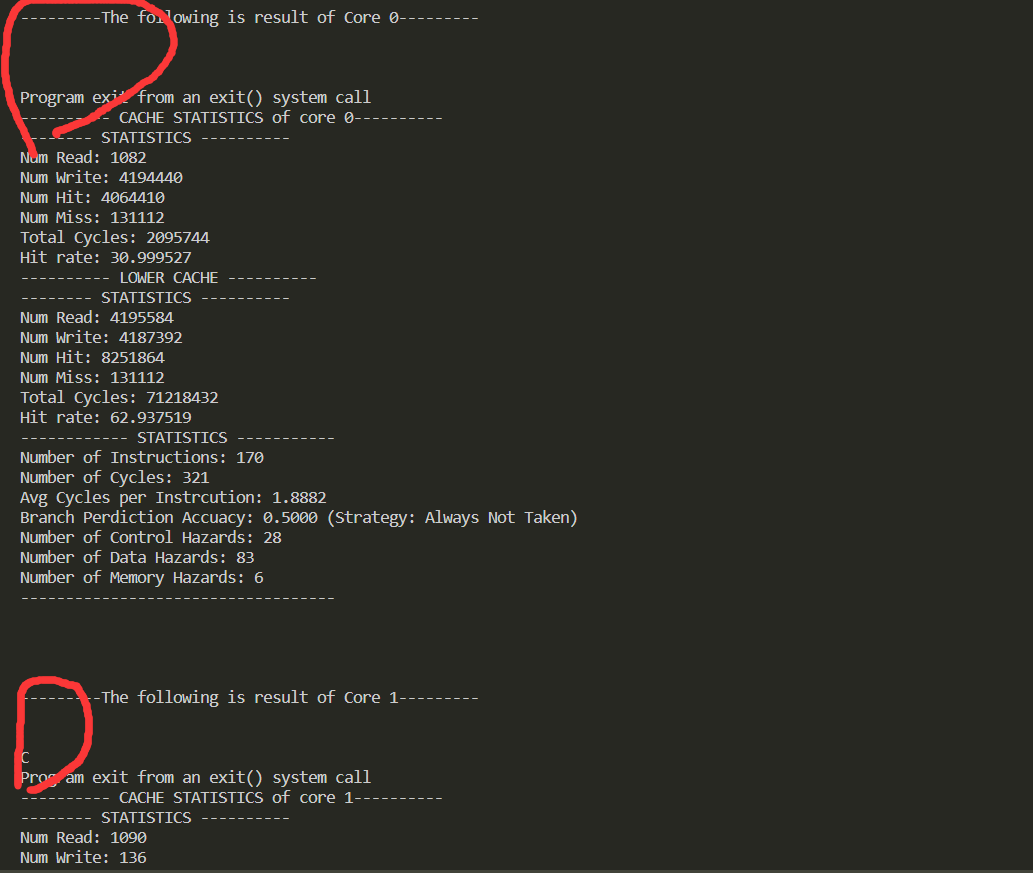 ---------The following is result of Core 0---------
Program exit from an exit() system call
---------- CACHE STATISTICS of core 0----------
-------- STATISTICS ----------
Num Read: 1082
Num Write: 4194440
Num Hit: 4064410
Num Miss: 131112
Total Cycles: 2095744
Hit rate: 30.999527
---------- LOWER CACHE ----------
-------- STATISTICS ----------
Num Read: 4195584
Num Write: 4187392
Num Hit: 8251864
Num Miss: 131112
Total Cycles: 71218432
Hit rate: 62.937519
------------ STATISTICS -----------
Number of Instructions: 170
Number of Cycles: 321
Avg Cycles per Instrcution: 1.8882
Branch Perdiction Accuacy: 0.5000 (Strategy: Always Not Taken)
Number of Control Hazards: 28
Number of Data Hazards: 83
Number of Memory Hazards: 6
-----------------------------------
---------The following is result of Core 1---------
C
Program exit from an exit() system call
---------- CACHE STATISTICS of core 1----------
-------- STATISTICS ----------
Num Read: 1090
Num Write: 136